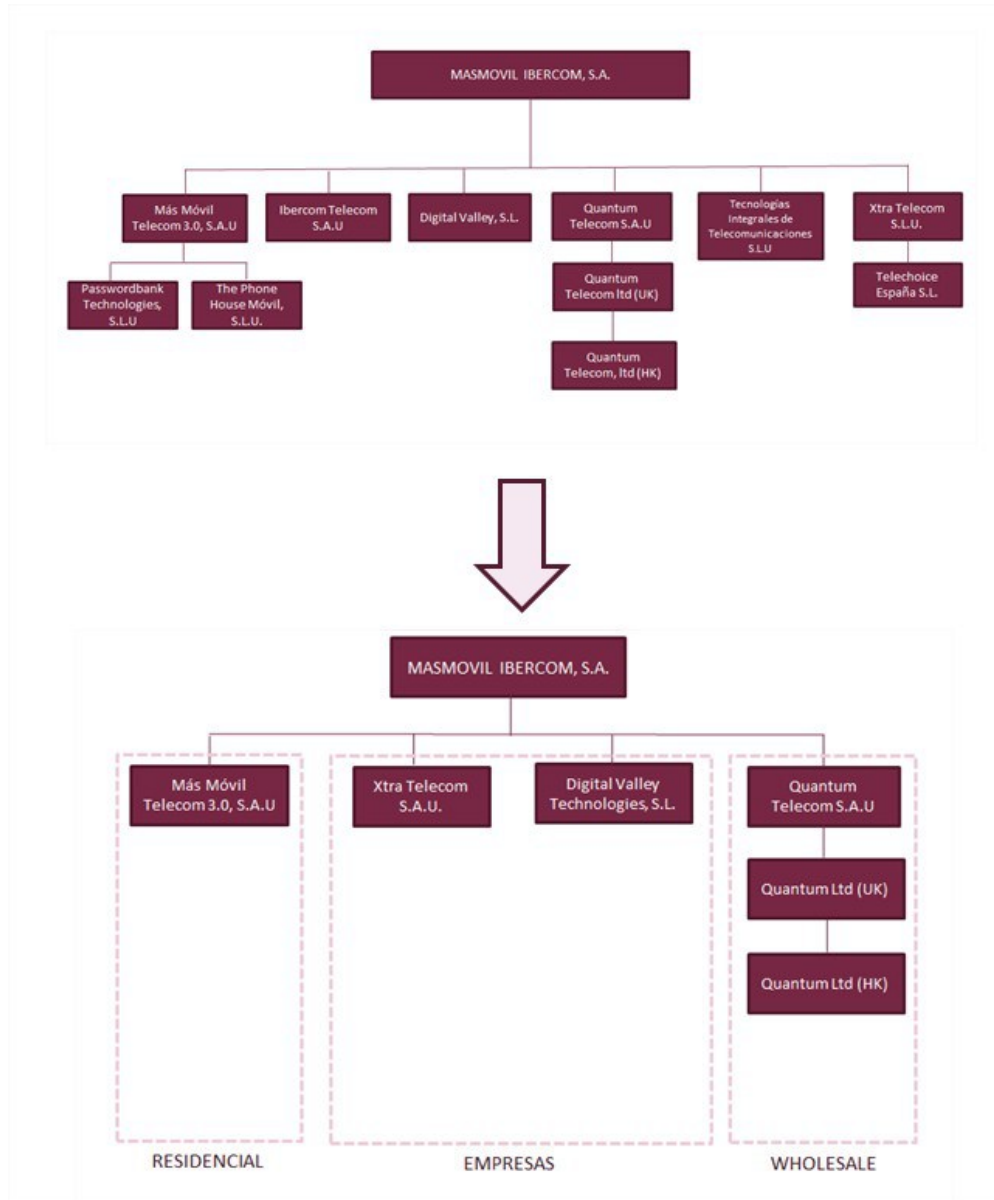 MASMOVIL IBERCOM, S.A.
Más Móvil
Telecom 3.0, S.A.U
Ibercom Telecom
S.A.U
Digital Valley, S.L.
Quantum
Telecom S.A.U
Tecnologías
Integrales de
Telecomunicaciones
S.L.U
Xtra Telecom
S.L.U.
Passwordbank
Technologies,
S.L.U
The Phone
House Móvil,
S.L.U.
Quantum
Telecom ltd (UK)
Telechoice
España S.L.
Quantum
Telecom, ltd (HK)
MASMOVIL IBERCOM, S.A.
Más Móvil
Telecom 3.0, S.A.U
Xtra Telecom
S.A.U.
Digital Valley
Technologies, S.L.
Quantum
Telecom S.A.U
Quantum Ltd (UK)
Quantum Ltd (HK)
RESIDENCIAL
EMPRESAS
WHOLESALE